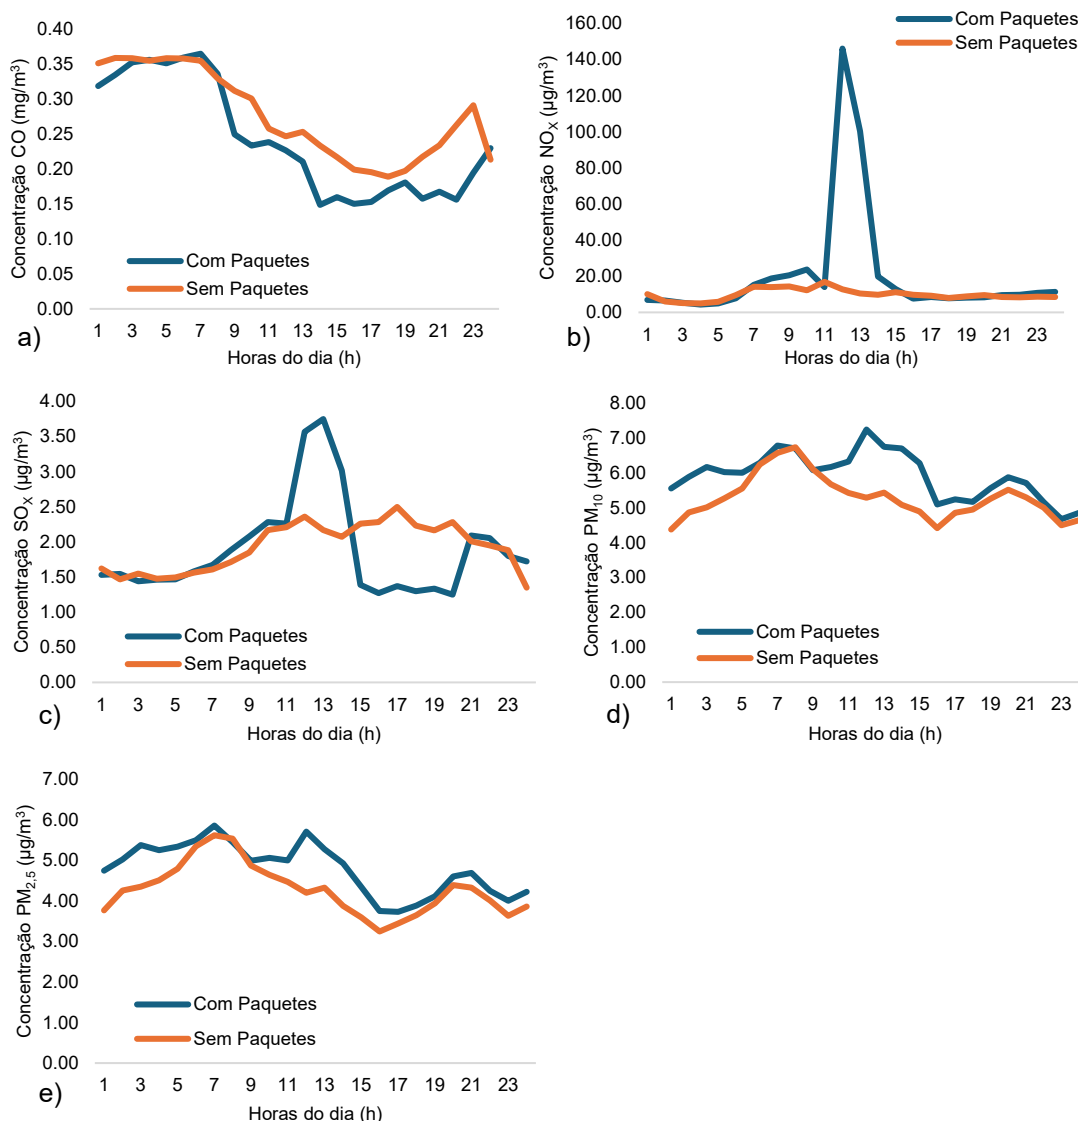 0.40
0.35
0.30
0.25
0.20
0.15
0.10
0.05
0.00
Concentração CO (mg/m³)
Com Paquetes
Sem Paquetes
1 3 5 7 9 11 13 15 17 19 21 23
Horas do dia (h)
a)
160.00
140.00
120.00
100.00
80.00
60.00
40.00
20.00
0.00
Concentração NOX (µg/m³)
Com Paquetes
Sem Paquetes
1 3 5 7 9 11 13 15 17 19 21 23
Horas do dia (h)
b)
4.00
3.50
3.00
2.50
2.00
1.50
1.00
0.50
0.00
Concentração SOX (µg/m³)
Com Paquetes
Sem Paquetes
1 3 5 7 9 11 13 15 17 19 21 23
Horas do dia (h)
c)
8.00
7.00
6.00
5.00
4.00
3.00
2.00
1.00
0.00
Concentração PM10 (µg/m³)
Com Paquetes
Sem Paquetes
1 3 5 7 9 11 13 15 17 19 21 23
Horas do dia (h)
d)
7.00
6.00
5.00
4.00
3.00
2.00
1.00
0.00
Concentração PM2,5 (µg/m³)
Com Paquetes
Sem Paquetes
1 3 5 7 9 11 13 15 17 19 21 23
Horas do dia (h)
e)